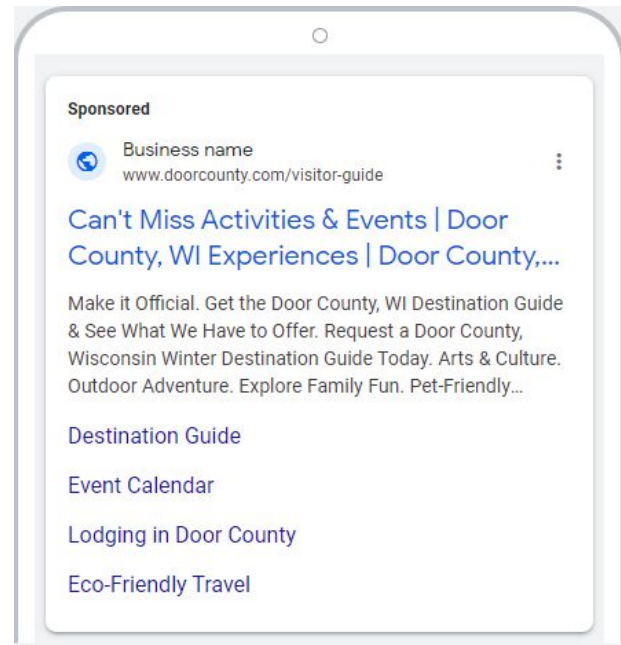 Sponsored
Business name
www.doorcounty.com/visitor-guide
Can't Miss Activities & Events | Door
County, WI Experiences | Door County,...
Make it Official. Get the Door County, WI Destination Guide
& See What We Have to Offer. Request a Door County,
Wisconsin Winter Destination Guide Today. Arts & Culture.
Outdoor Adventure. Explore Family Fun. Pet-Friendly...
Destination Guide
Event Calendar
Lodging in Door County
Eco-Friendly Travel